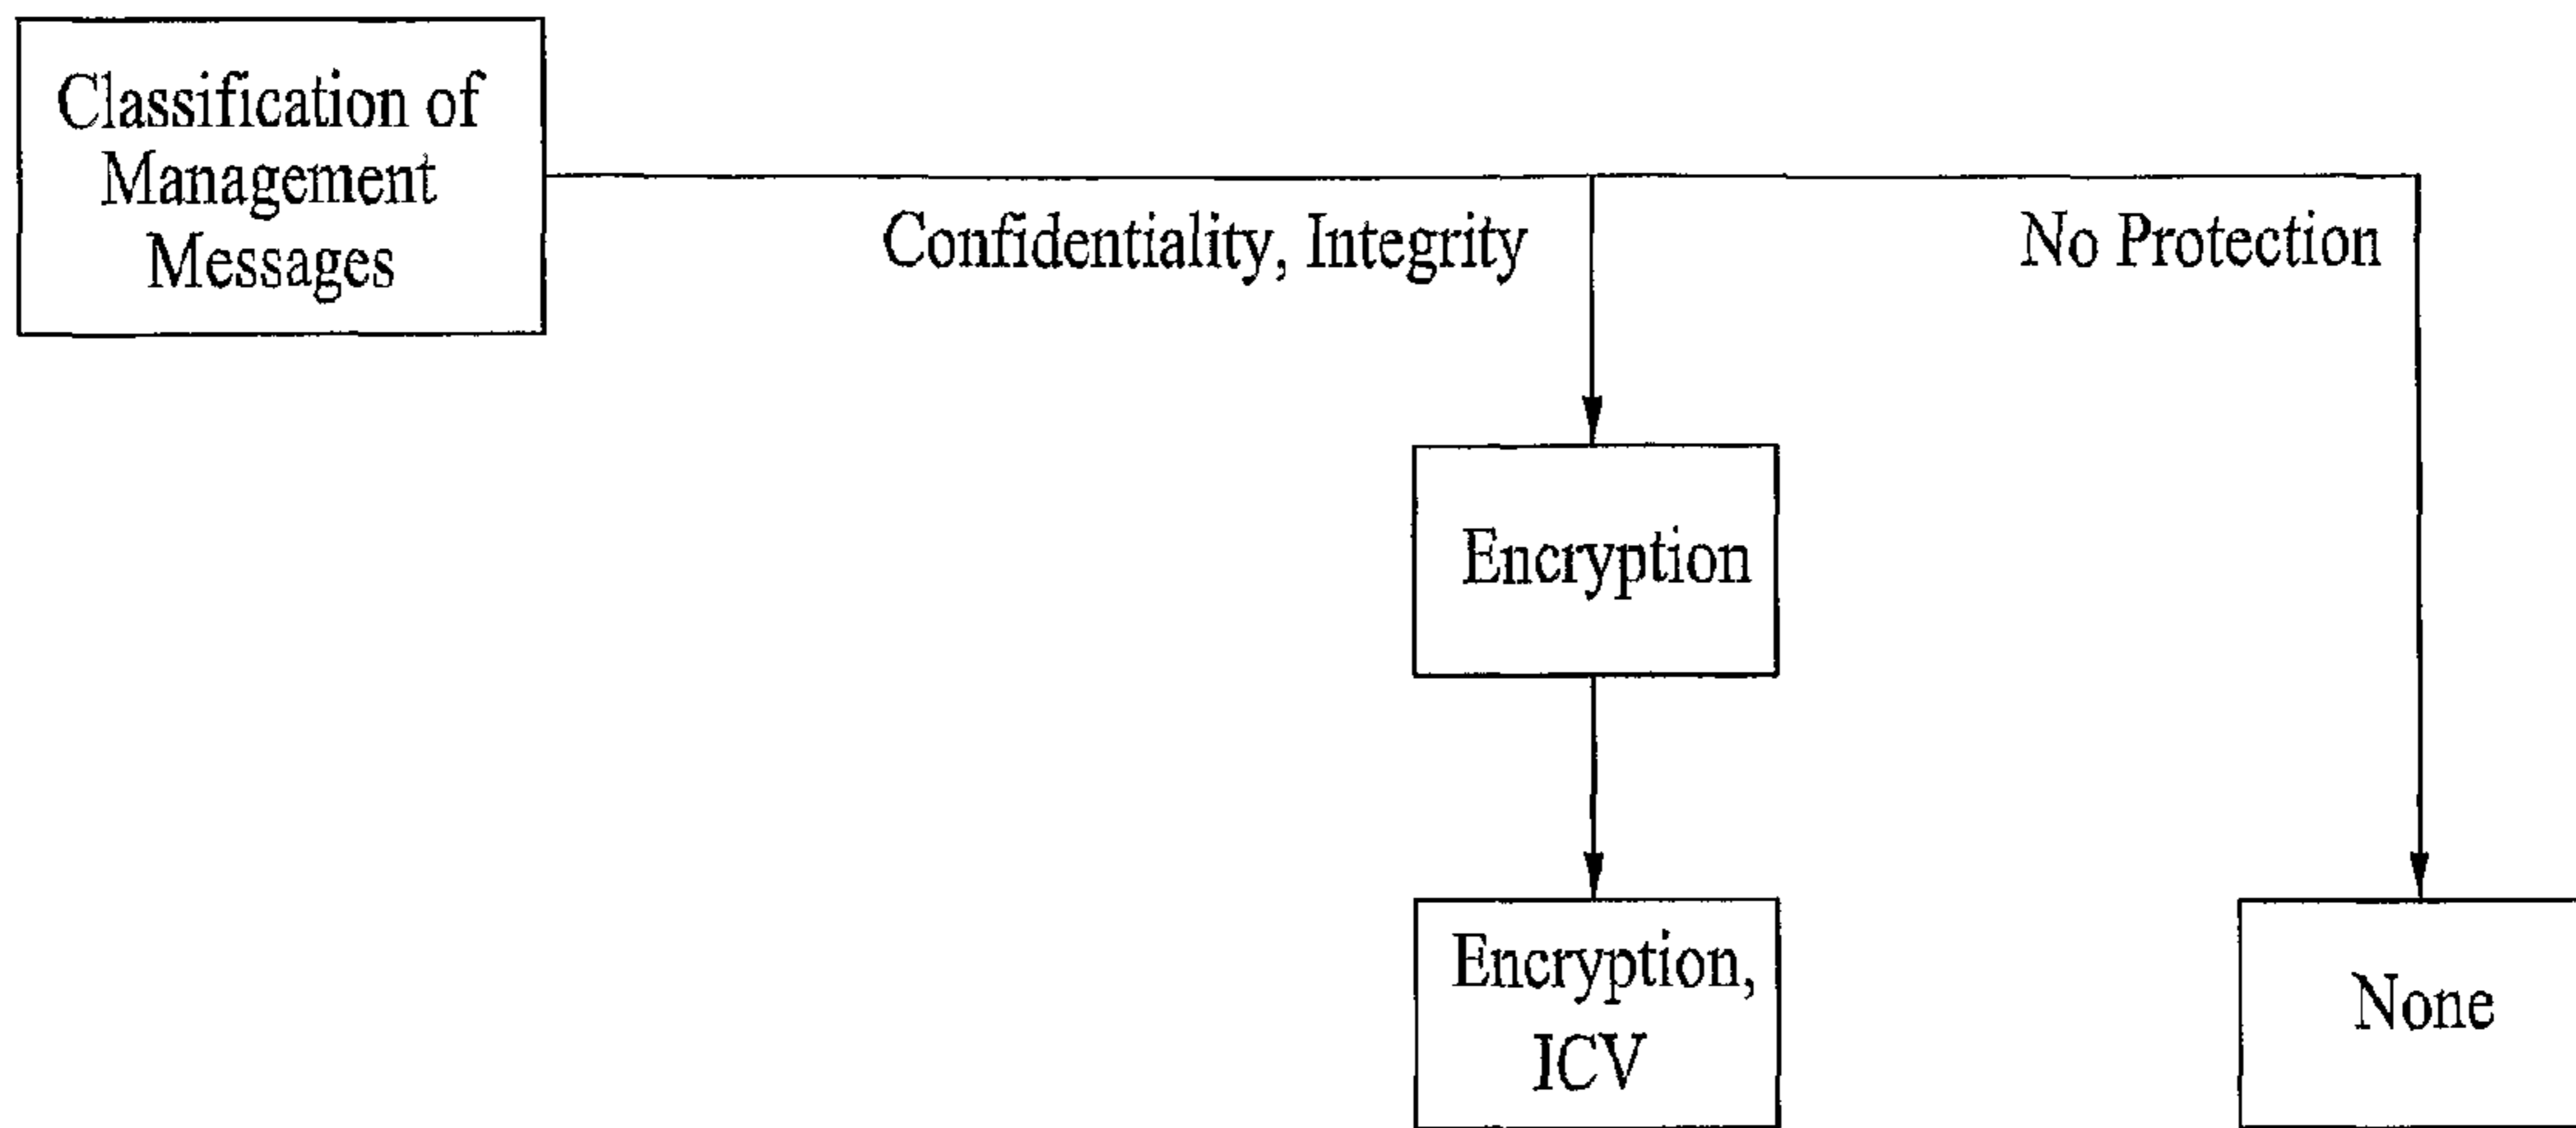 Classification of
Management
Messages
Confidentiality, Integrity
No Protection
Encryption
Encryption,
ICV
None